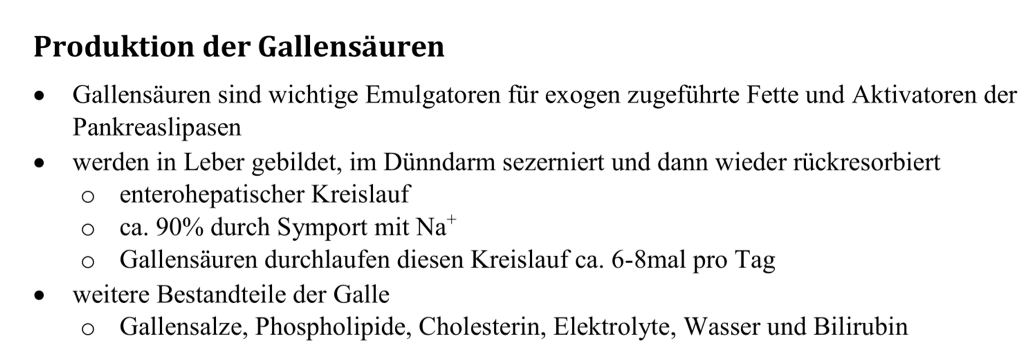 Produktion der Gallensäuren
• Gallensäuren sind wichtige Emulgatoren für exogen zugeführte Fette und Aktivatoren der
Pankreaslipasen
• werden in Leber gebildet, im Dünndarm sezerniert und dann wieder rückresorbiert
o enterohepatischer Kreislauf
o ca. 90% durch Symport mit Na⁺
o Gallensäuren durchlaufen diesen Kreislauf ca. 6-8mal pro Tag
• weitere Bestandteile der Galle
o Gallensalze, Phospholipide, Cholesterin, Elektrolyte, Wasser und Bilirubin